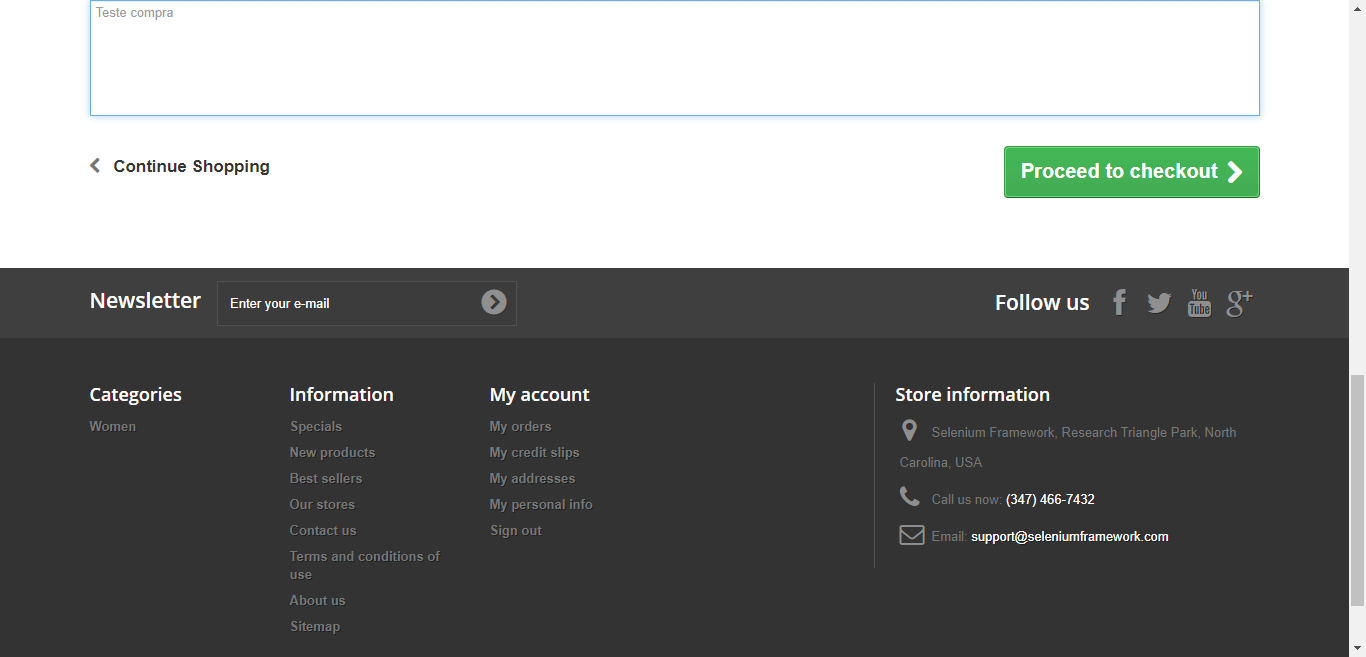 Teste compra
Continue Shopping
Proceed to checkout
Newsletter
Enter your e-mail
Follow us
You
Tube
g+
Categories
Women
Information
Specials
New products
Best sellers
Our stores
Contact us
Terms and conditions of
use
About us
Sitemap
My account
My orders
My credit slips
My addresses
My personal info
Sign out
Store information
Selenium Framework, Research Triangle Park, North
Carolina, USA
Call us now: (347) 466-7432
Email: support@seleniumframework.com